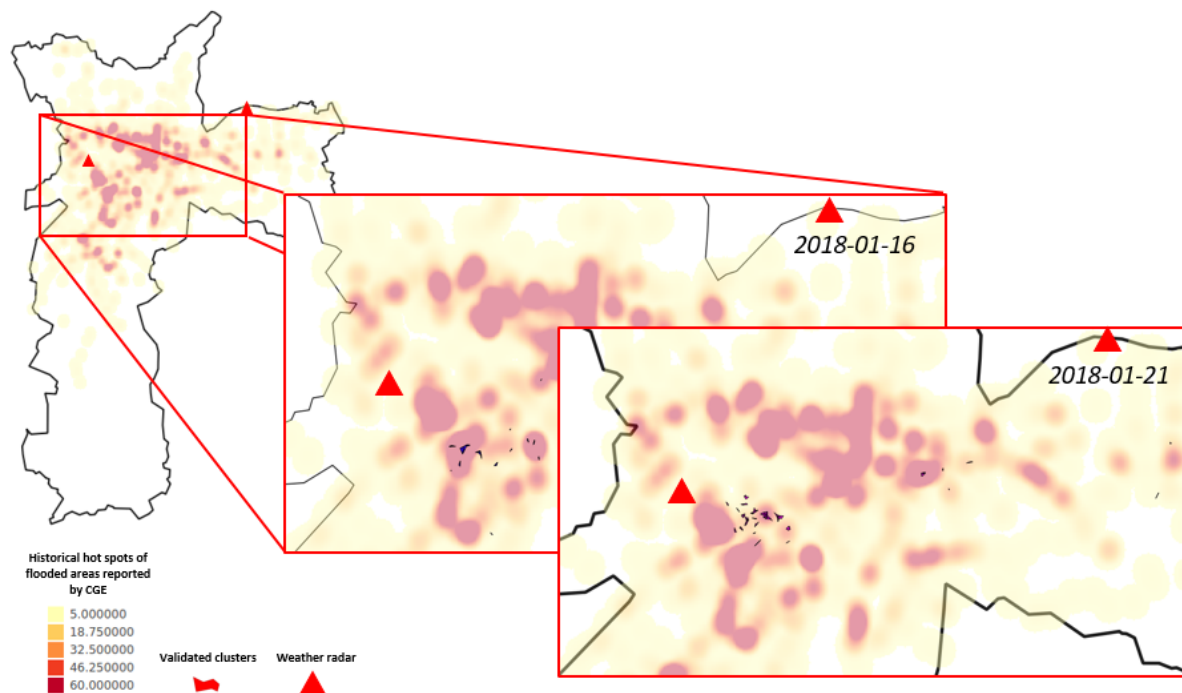 2018-01-16
2018-01-21
Historical hot spots of
flooded areas reported
by CGE
5.000000
18.750000
32.500000
46.250000
60.000000
Validated clusters
Weather radar